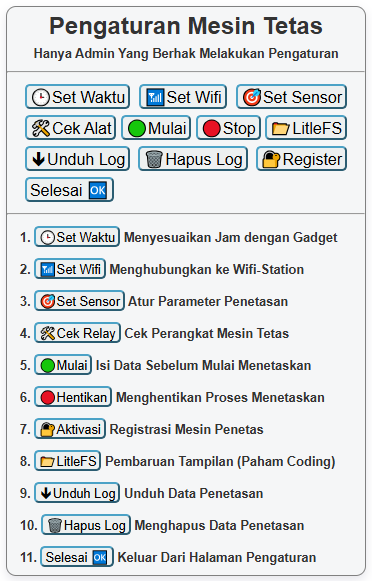 Pengaturan Mesin Tetas
Hanya Admin Yang Berhak Melakukan Pengaturan
Set Waktu Set Wifi Set Sensor
Cek Alat Mulai Stop LitleFS
Unduh Log Hapus Log Register
Selesai OK
1. Set Waktu Menyesuaikan Jam dengan Gadget
2. Set Wifi Menghubungkan ke Wifi-Station
3. Set Sensor Atur Parameter Penetasan
4. Cek Relay Cek Perangkat Mesin Tetas
5. Mulai Isi Data Sebelum Mulai Menetaskan
6. Hentikan Menghentikan Proses Menetaskan
7. Aktivasi Registrasi Mesin Penetas
8. LitleFS Pembaruan Tampilan (Paham Coding)
9. Unduh Log Unduh Data Penetasan
10. Hapus Log Menghapus Data Penetasan
11. Selesai OK Keluar Dari Halaman Pengaturan